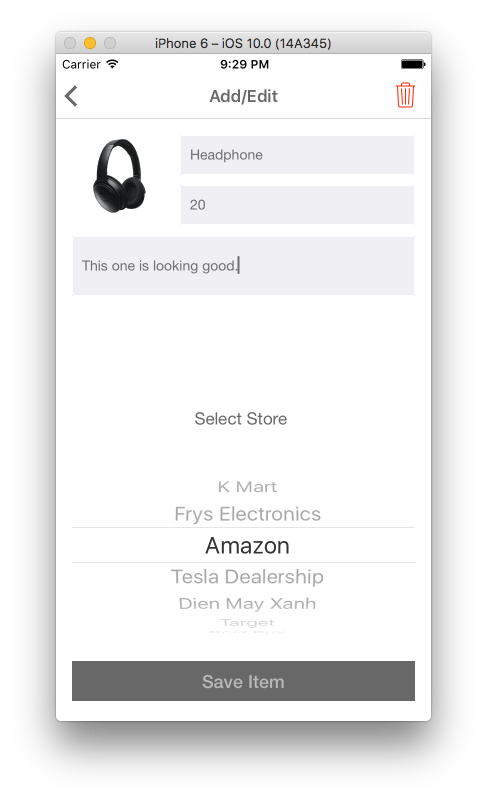 iPhone 6 – iOS 10.0 (14A345)
Carrier 9:29 PM
Add/Edit
Headphone
20
This one is looking good.
Select Store
K Mart
Frys Electronics
Amazon
Tesla Dealership
Dien May Xanh
Target
Save Item